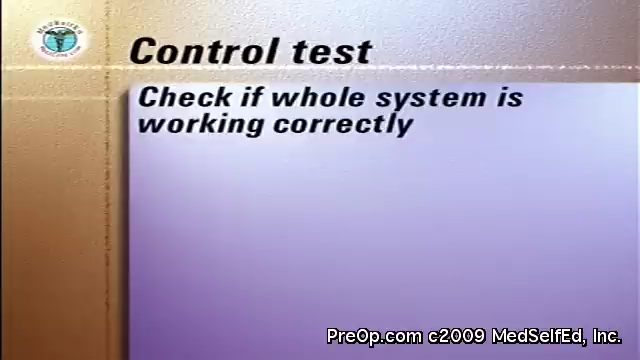 Control test
Check if whole system is
working correctly
PreOp.com c2009 MedSelfEd, Inc.